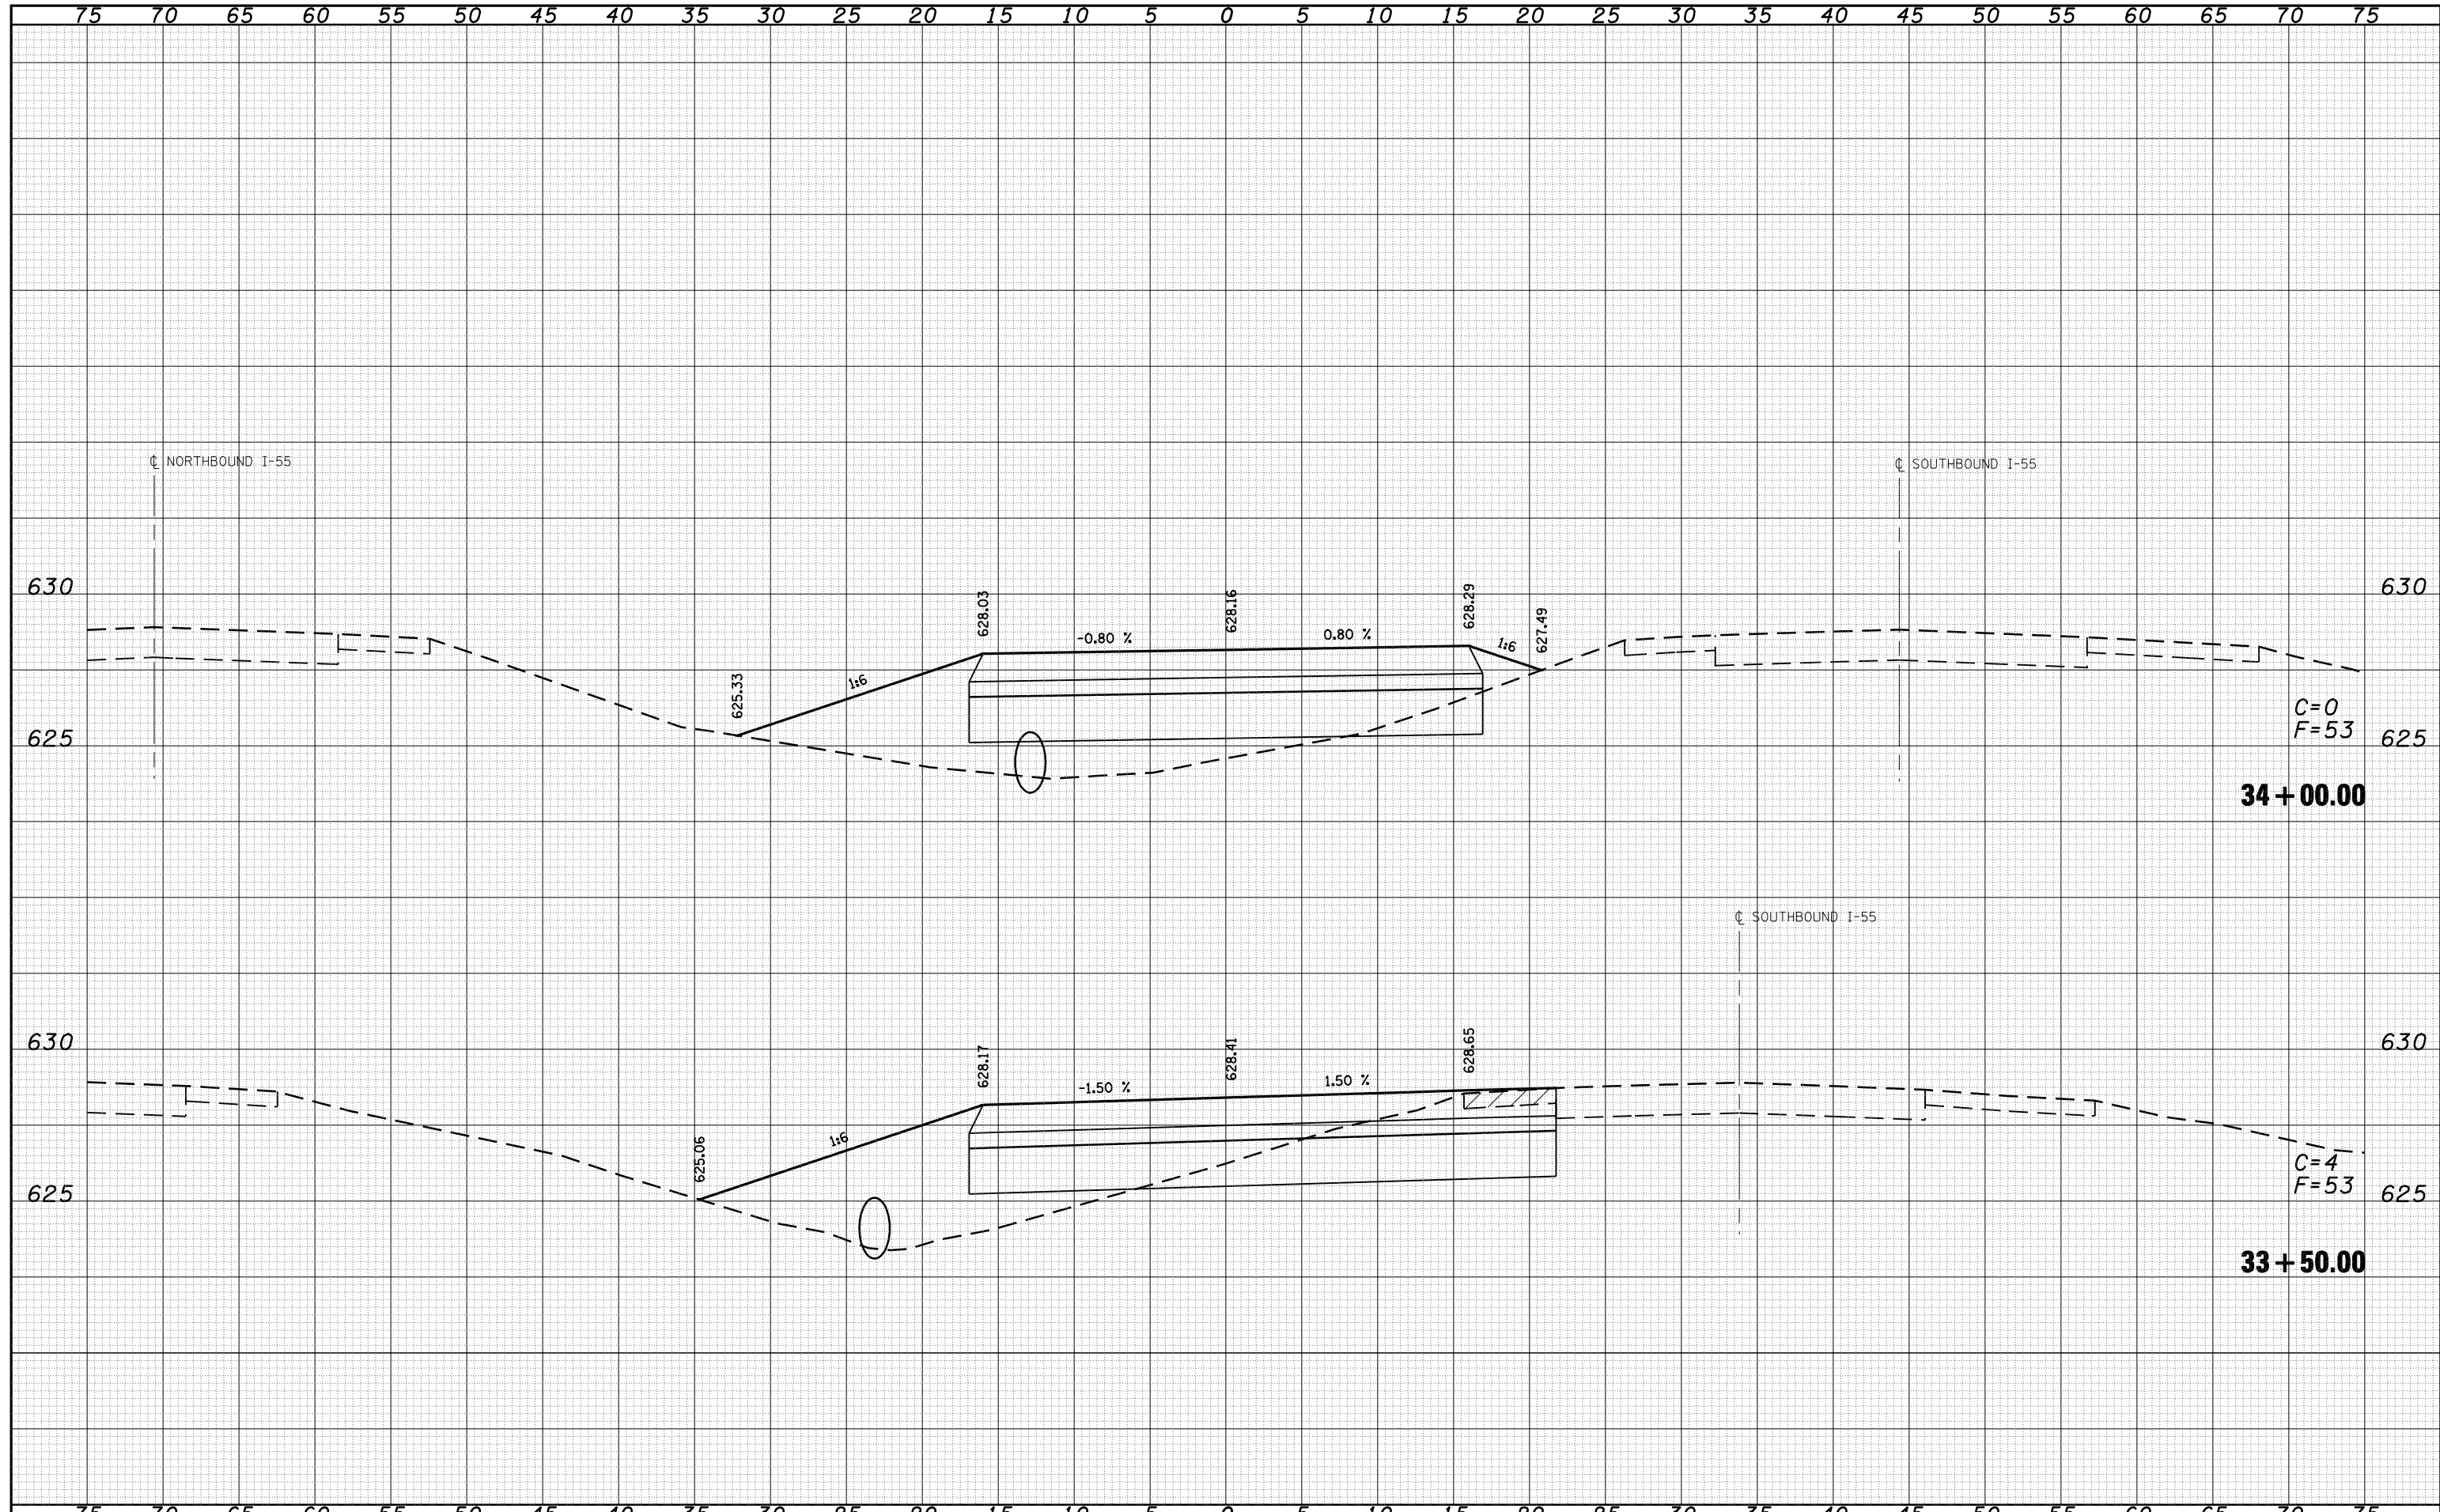 75 70 65 60 55 50 45 40 35 30 25 20 15 10 5 0 5 10 15 20 25 30 35 40 45 50 55 60 65 70 75
℄ NORTHBOUND I-55
℄ SOUTHBOUND I-55
630 628.03 628.16 628.29 627.49 630
-0.80 % 0.80 % 1:6
1:6
625.33
C=0
F=53
625 625
34+00.00
℄ SOUTHBOUND I-55
630 628.17 628.41 628.65 630
-1.50 % 1.50 %
1:6
625.06
C=4
F=53
625 625
33+50.00
75 70 65 60 55 50 45 40 35 30 25 20 15 10 5 0 5 10 15 20 25 30 35 40 45 50 55 60 65 70 75